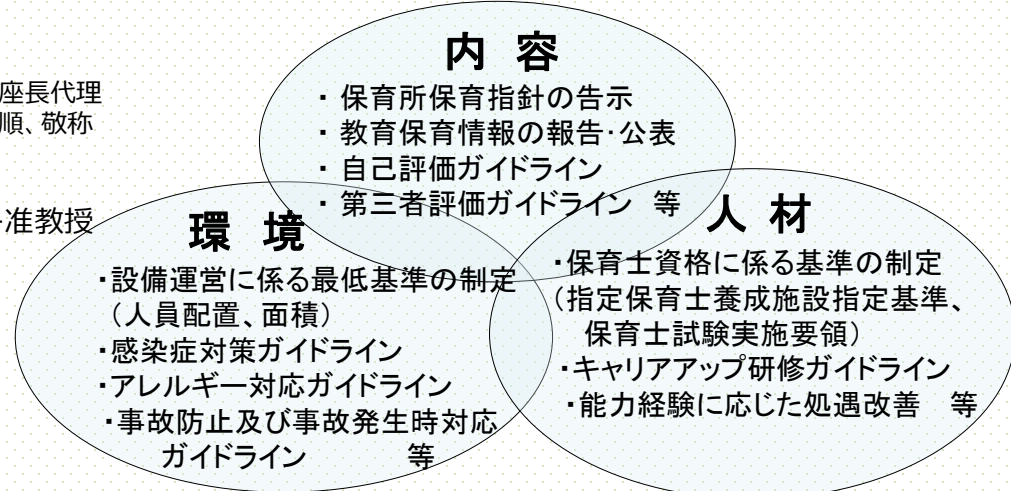 内 容
・ 保育所保育指針の告示
・ 教育保育情報の報告・公表
・ 自己評価ガイドライン
・ 第三者評価ガイドライン 等
座長代理
順、敬称
准教授
環 境
・設備運営に係る最低基準の制定
（人員配置、面積）
・感染症対策ガイドライン
・アレルギー対応ガイドライン
・事故防止及び事故発生時対応
ガイドライン 等
人 材
・保育士資格に係る基準の制定
（指定保育士養成施設指定基準、
保育士試験実施要領）
・キャリアアップ研修ガイドライン
・能力経験に応じた処遇改善 等